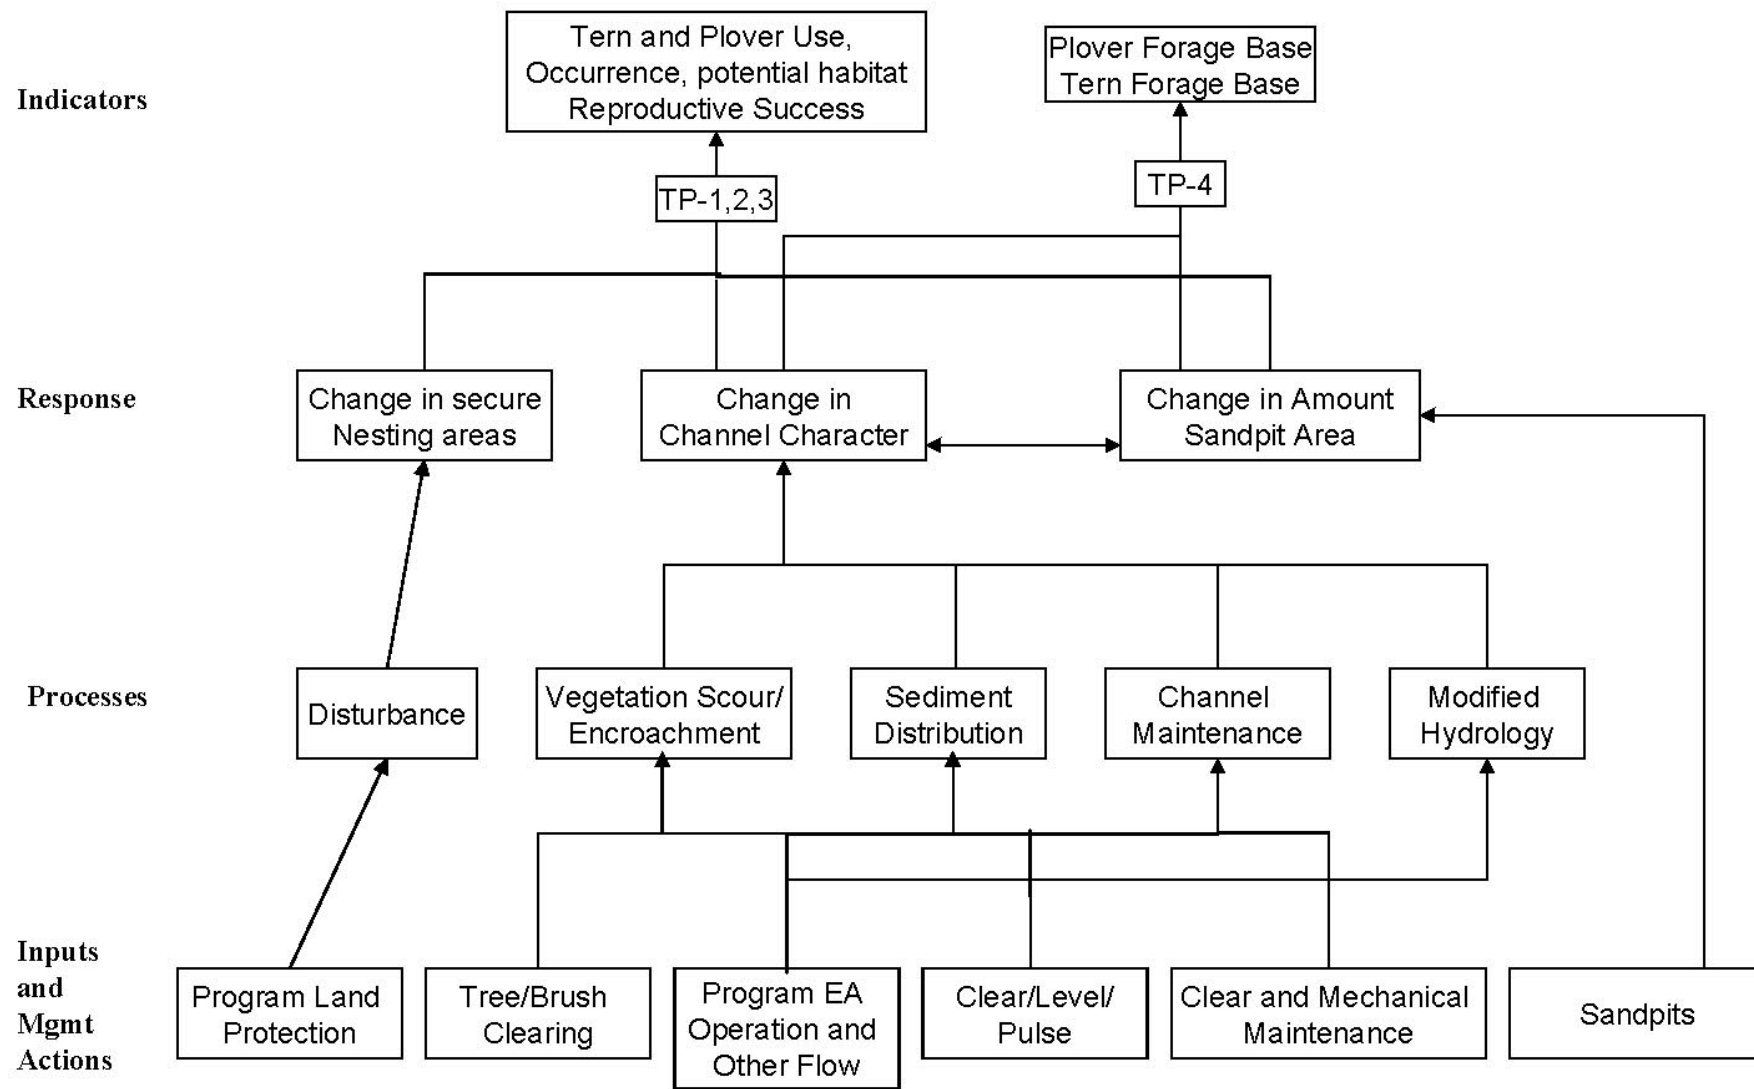 Indicators
Tern and Plover Use,
Occurrence, potential habitat
Reproductive Success
Plover Forage Base
Tern Forage Base
TP-1,2,3
TP-4
Response
Change in secure
Nesting areas
Change in
Channel Character
Change in Amount
Sandpit Area
Processes
Disturbance
Vegetation Scour/
Encroachment
Sediment
Distribution
Channel
Maintenance
Modified
Hydrology
Inputs
and
Mgmt
Actions
Program Land
Protection
Tree/Brush
Clearing
Program EA
Operation and
Other Flow
Clear/Level/
Pulse
Clear and Mechanical
Maintenance
Sandpits